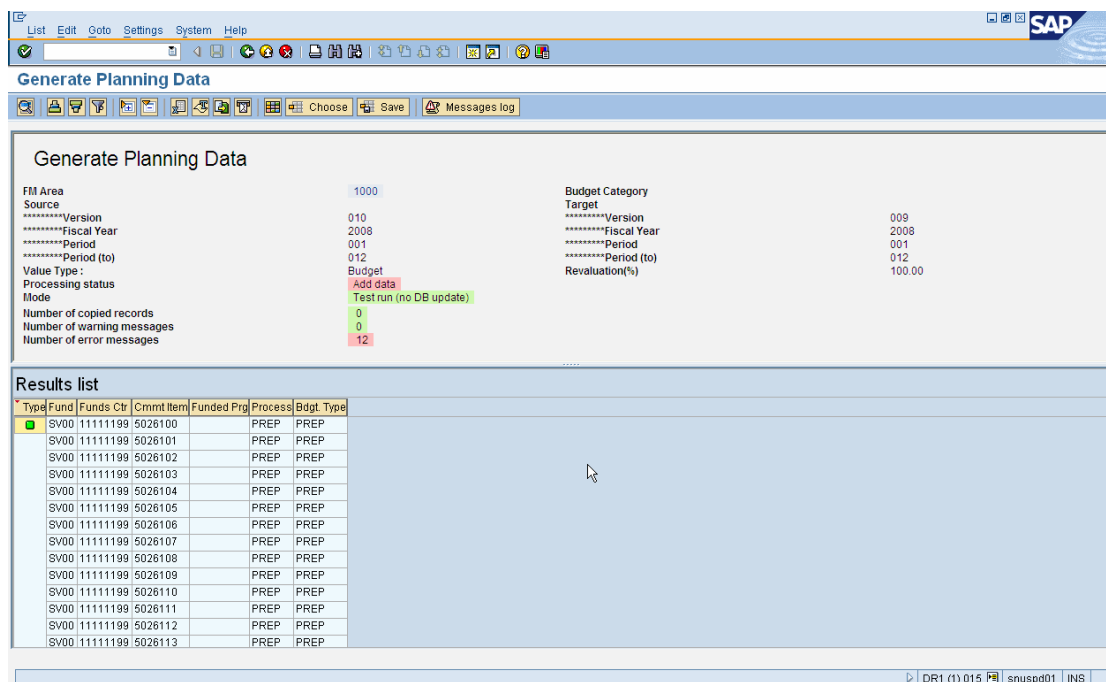 List Edit Goto Settings System Help
SAP
Generate Planning Data
Choose Save Messages log
Generate Planning Data
FM Area 1000 Budget Category
Source Target
*********Version 010 *********Version 009
*********Fiscal Year 2008 *********Fiscal Year 2008
*********Period 001 *********Period 001
*********Period (to) 012 *********Period (to) 012
Value Type : Budget Revaluation(%) 100.00
Processing status Add data
Mode Test run (no DB update)
Number of copied records 0
Number of warning messages 0
Number of error messages 12
Results list
Type Fund Funds Ctr Cmmt Item Funded Prg Process Bdgt. Type
SV00 11111199 5026100 PREP PREP
SV00 11111199 5026101 PREP PREP
SV00 11111199 5026102 PREP PREP
SV00 11111199 5026103 PREP PREP
SV00 11111199 5026104 PREP PREP
SV00 11111199 5026105 PREP PREP
SV00 11111199 5026106 PREP PREP
SV00 11111199 5026107 PREP PREP
SV00 11111199 5026108 PREP PREP
SV00 11111199 5026109 PREP PREP
SV00 11111199 5026110 PREP PREP
SV00 11111199 5026111 PREP PREP
SV00 11111199 5026112 PREP PREP
SV00 11111199 5026113 PREP PREP
DR1 (1) 015 snuspd01 INS